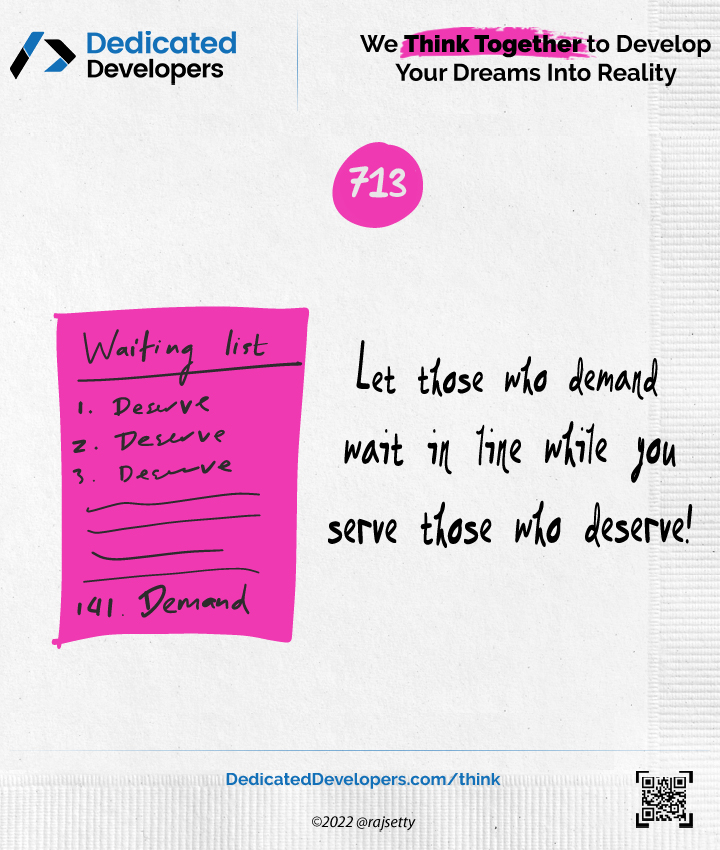 Dedicated
Developers
We Think Together to Develop
Your Dreams Into Reality
713
Waiting list
1. Deserve
2. Deserve
3. Deserve
141. Demand
Let those who demand
wait in line while you
serve those who deserve!
DedicatedDevelopers.com/think
©2022 @rajsetty